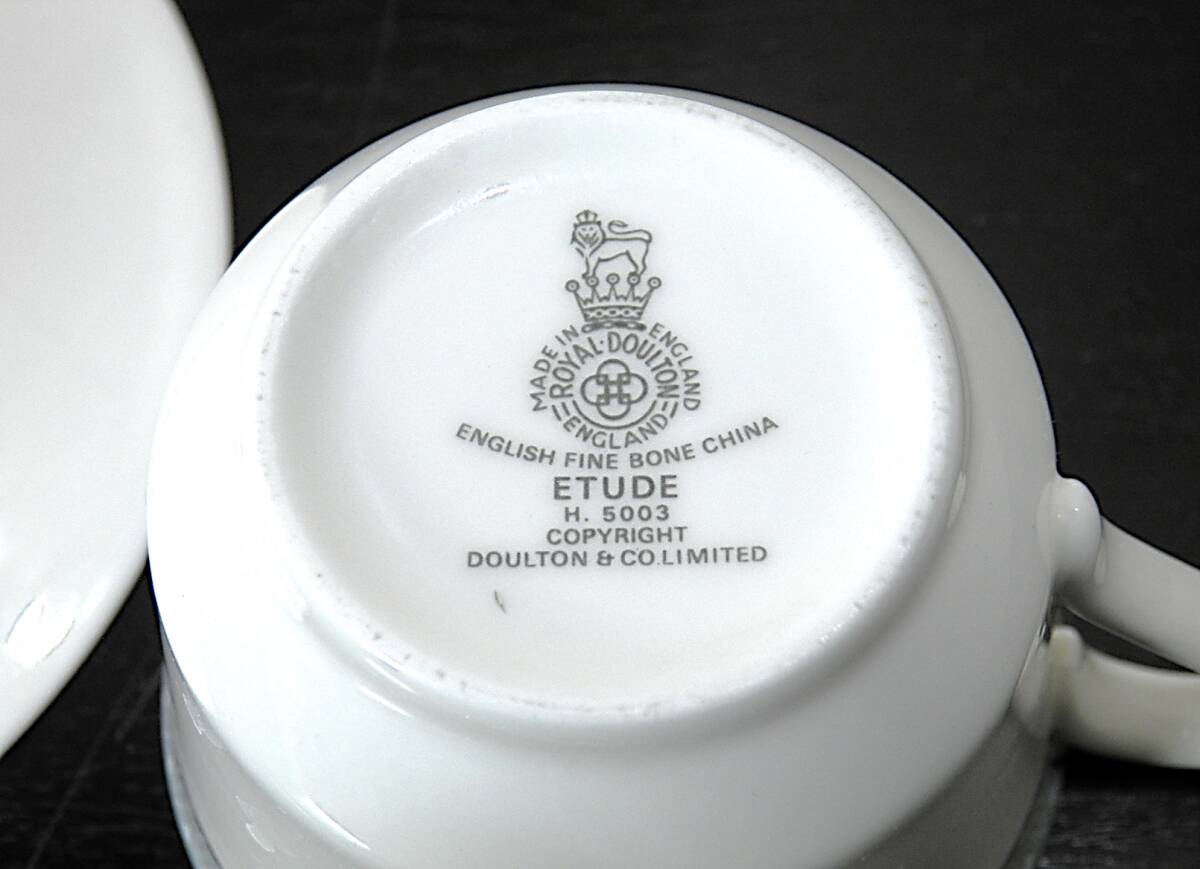 MADE IN ENGLAND
ROYAL·DOULTON
ENGLAND
ENGLISH FINE BONE CHINA
ETUDE
H. 5003
COPYRIGHT
DOULTON & CO.LIMITED